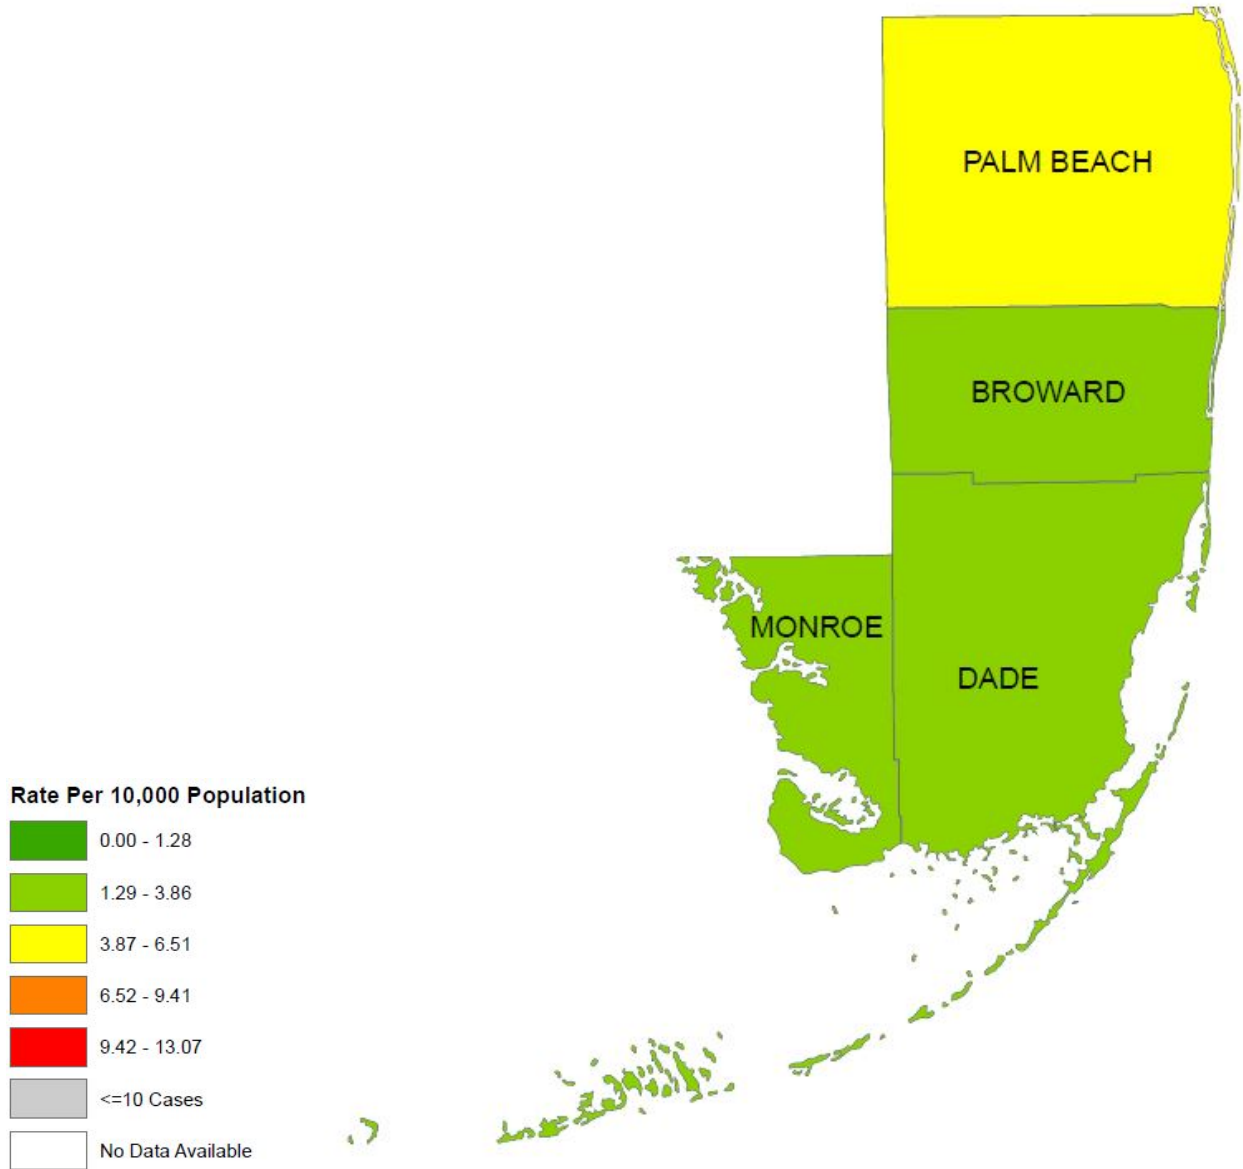 PALM BEACH
BROWARD
MONROE
DADE
Rate Per 10,000 Population
0.00 - 1.28
1.29 - 3.86
3.87 - 6.51
6.52 - 9.41
9.42 - 13.07
<=10 Cases
No Data Available